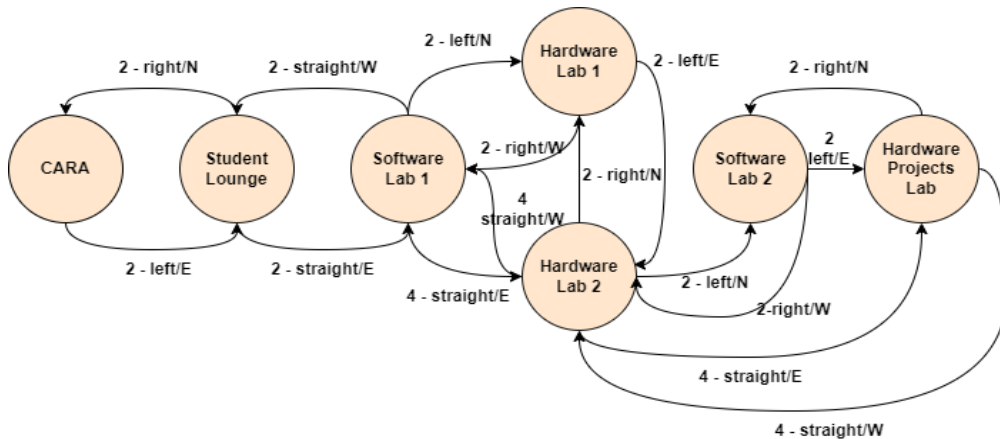 2 - right/N
2 - straight/W
2 - left/N
Hardware
Lab 1
2 - left/E
2 - right/N
CARA
Student
Lounge
Software
Lab 1
2 - right/W
2 - right/N
Software
Lab 2
2
left/E
Hardware
Projects
Lab
4
straight/W
2 - left/E
2 - straight/E
4 - straight/E
Hardware
Lab 2
2 - left/N
2-right/W
4 - straight/E
4 - straight/W